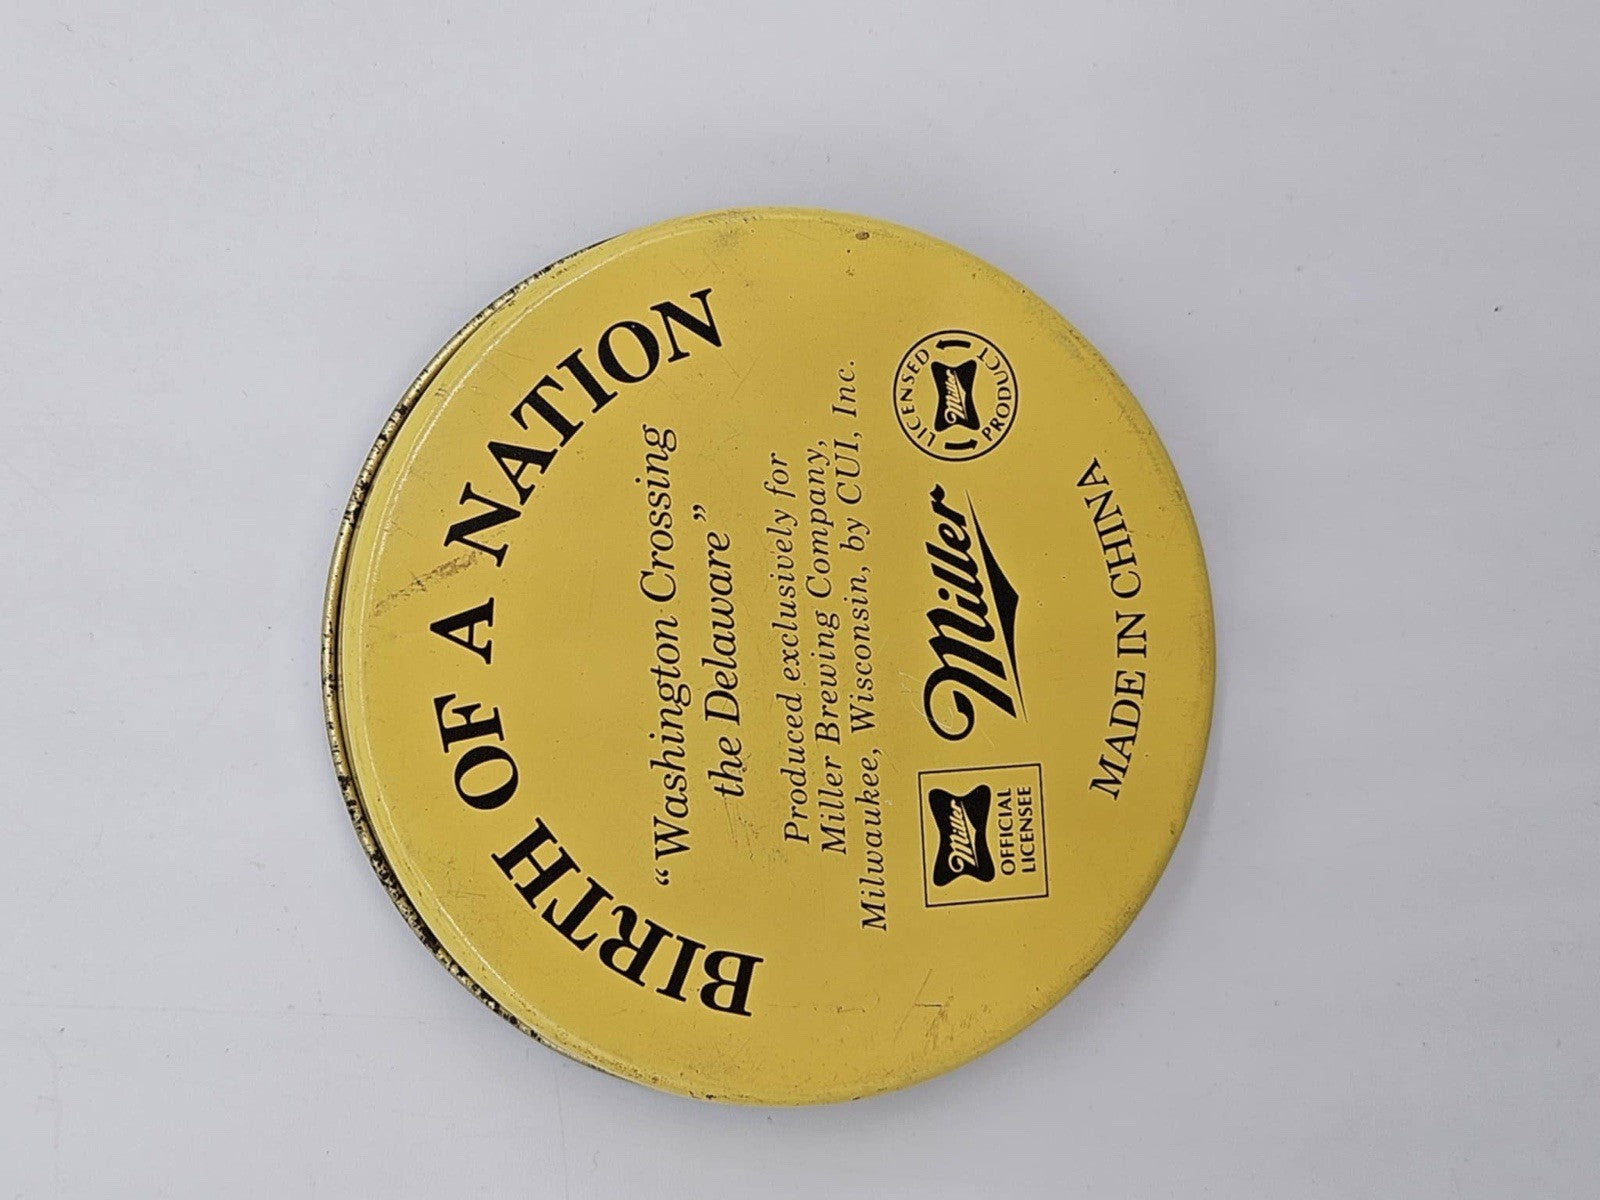 BIRTH OF A NATION
“Washington Crossing
the Delaware”
Produced exclusively for
Miller Brewing Company,
Milwaukee, Wisconsin, by CUI, Inc.
Miller
OFFICIAL
LICENSEE
Miller
LICENSED
Miller
PRODUCT
MADE IN CHINA